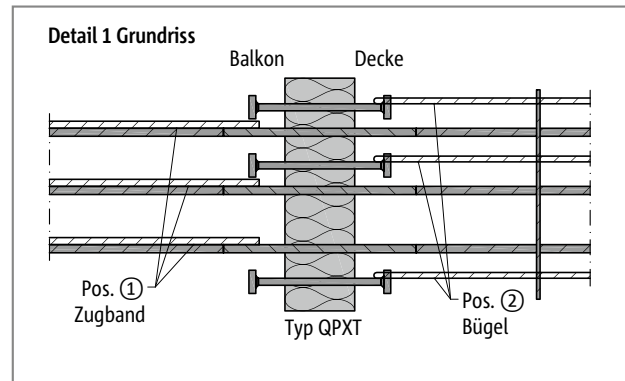 Detail 1 Grundriss
Balkon
Decke
Pos. ①
Zugband
Typ QPXT
Pos. ②
Bügel